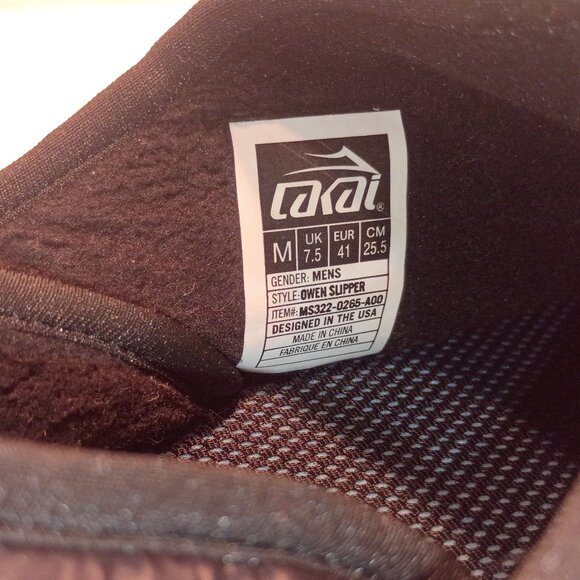 Lakai®
M UK 7.5 EUR 41 CM 25.5
GENDER: MENS
STYLE: OWEN SLIPPER
ITEM#: MS322-0265-A00
DESIGNED IN THE USA
MADE IN CHINA
FABRIQUE EN CHINE